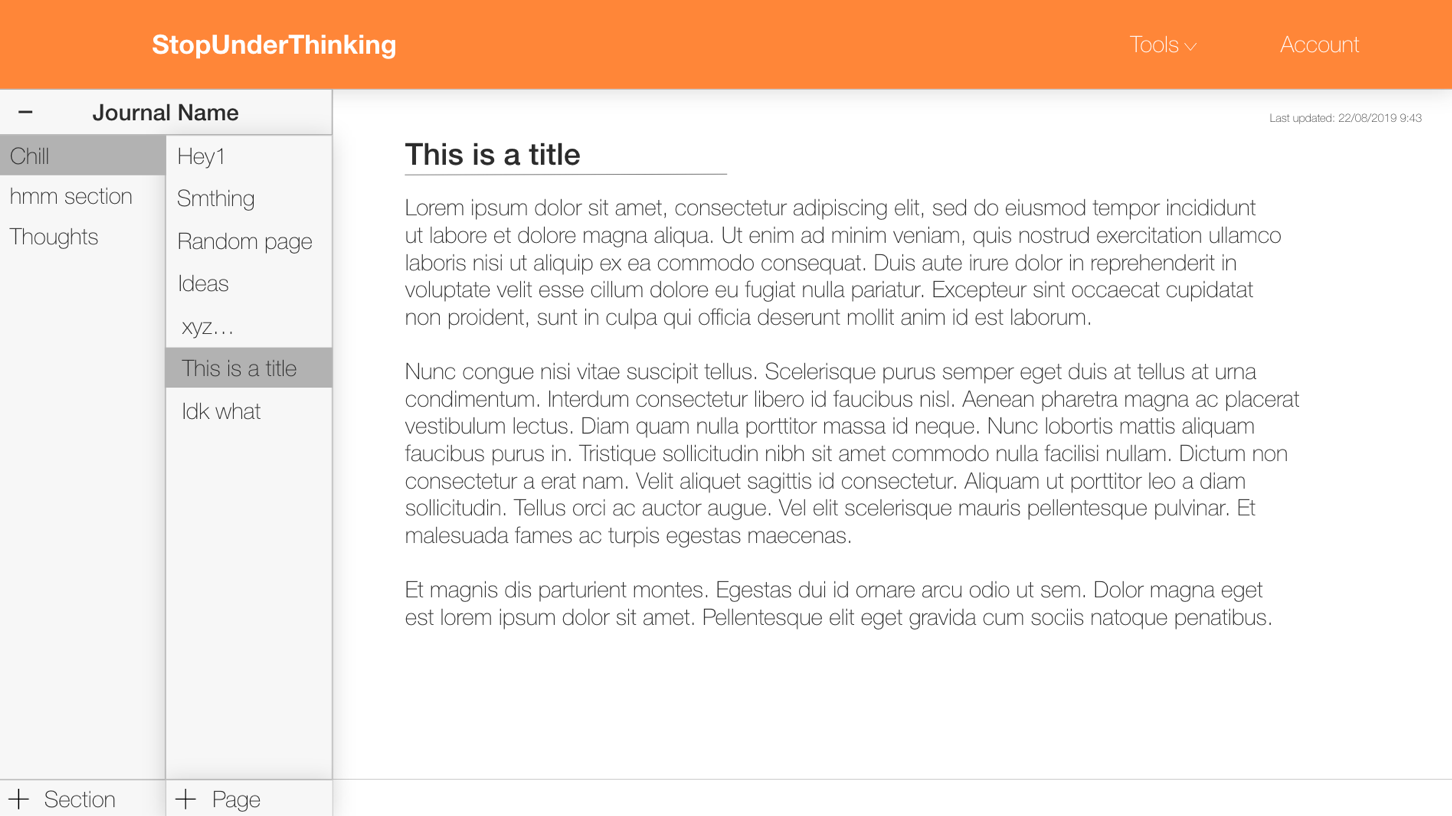 StopUnderThinking
Tools
Account
Journal Name
Chill
hmm section
Thoughts
Hey1
Smthing
Random page
Ideas
xyz...
This is a title
Idk what
+ Section
+ Page
Last updated: 22/08/2019 9:43
This is a title
Lorem ipsum dolor sit amet, consectetur adipiscing elit, sed do eiusmod tempor incididunt
ut labore et dolore magna aliqua. Ut enim ad minim veniam, quis nostrud exercitation ullamco
laboris nisi ut aliquip ex ea commodo consequat. Duis aute irure dolor in reprehenderit in
voluptate velit esse cillum dolore eu fugiat nulla pariatur. Excepteur sint occaecat cupidatat
non proident, sunt in culpa qui officia deserunt mollit anim id est laborum.
Nunc congue nisi vitae suscipit tellus. Scelerisque purus semper eget duis at tellus at urna
condimentum. Interdum consectetur libero id faucibus nisl. Aenean pharetra magna ac placerat
vestibulum lectus. Diam quam nulla porttitor massa id neque. Nunc lobortis mattis aliquam
faucibus purus in. Tristique sollicitudin nibh sit amet commodo nulla facilisi nullam. Dictum non
consectetur a erat nam. Velit aliquet sagittis id consectetur. Aliquam ut porttitor leo a diam
sollicitudin. Tellus orci ac auctor augue. Vel elit scelerisque mauris pellentesque pulvinar. Et
malesuada fames ac turpis egestas maecenas.
Et magnis dis parturient montes. Egestas dui id ornare arcu odio ut sem. Dolor magna eget
est lorem ipsum dolor sit amet. Pellentesque elit eget gravida cum sociis natoque penatibus.